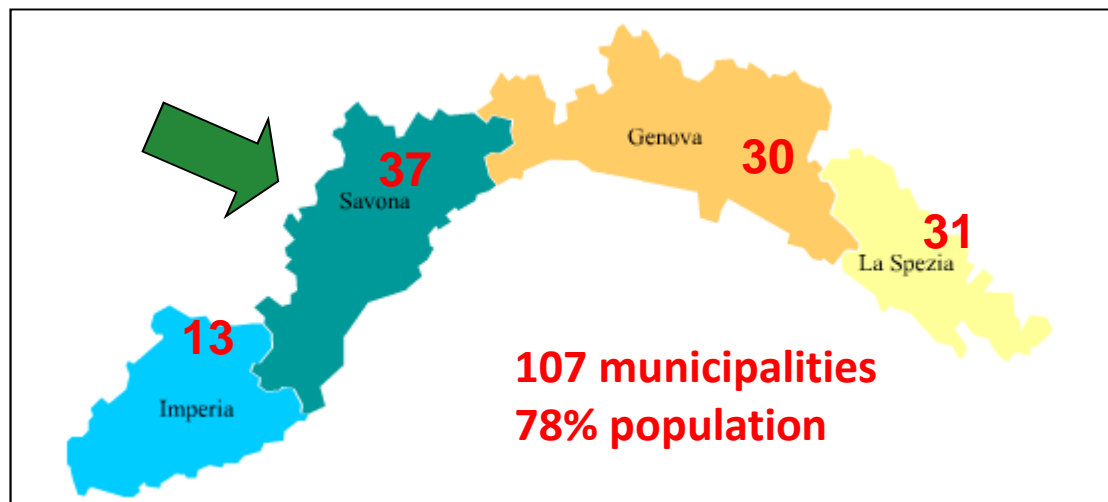 Genova
30
37
Savona
31
La Spezia
13
Imperia
107 municipalities
78% population